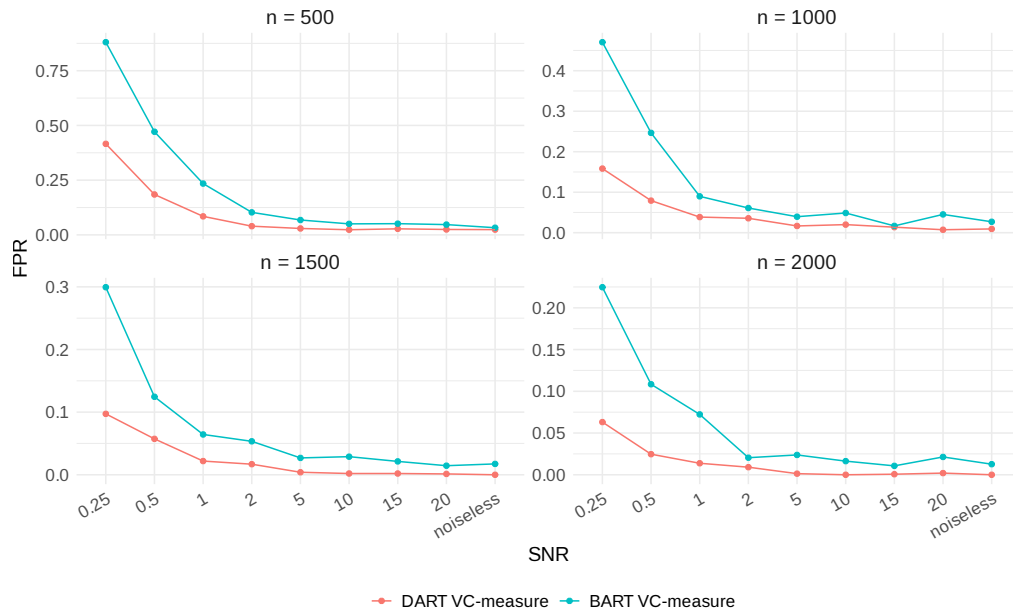 n = 500
n = 1000
0.75
0.50
0.25
0.00
0.4
0.3
0.2
0.1
0.0
FPR
n = 1500
n = 2000
0.3
0.2
0.1
0.0
0.20
0.15
0.10
0.05
0.00
0.25 0.5 1 2 5 10 15 20 noiseless
0.25 0.5 1 2 5 10 15 20 noiseless
SNR
DART VC-measure BART VC-measure